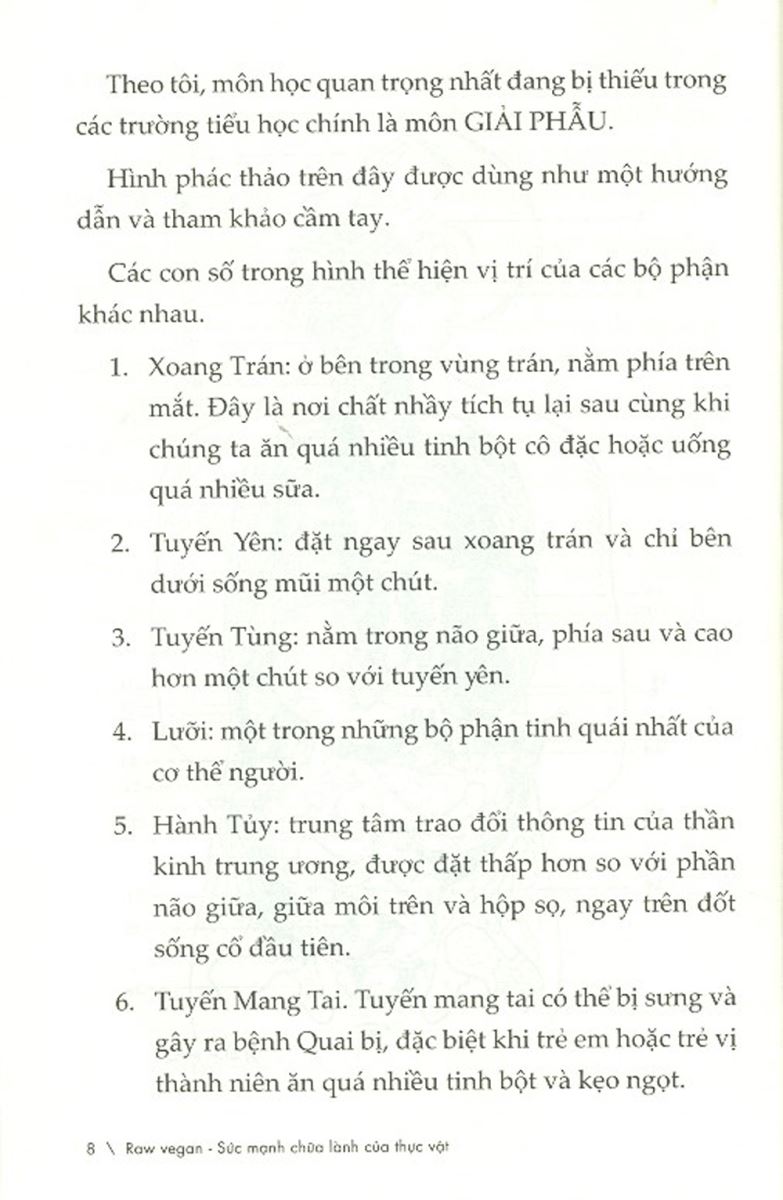 Theo tôi, môn học quan trọng nhất đang bị thiếu trong
các trường tiểu học chính là môn GIẢI PHẪU.
Hình phác thảo trên đây được dùng như một hướng
dẫn và tham khảo cầm tay.
Các con số trong hình thể hiện vị trí của các bộ phận
khác nhau.
1. Xoang Trán: ở bên trong vùng trán, nằm phía trên
mắt. Đây là nơi chất nhầy tích tụ lại sau cùng khi
chúng ta ăn quá nhiều tinh bột cô đặc hoặc uống
quá nhiều sữa.
2. Tuyến Yên: đặt ngay sau xoang trán và chỉ bên
dưới sống mũi một chút.
3. Tuyến Tùng: nằm trong não giữa, phía sau và cao
hơn một chút so với tuyến yên.
4. Lưỡi: một trong những bộ phận tinh quái nhất của
cơ thể người.
5. Hành Tủy: trung tâm trao đổi thông tin của thần
kinh trung ương, được đặt thấp hơn so với phần
não giữa, giữa môi trên và hộp sọ, ngay trên đốt
sống cổ đầu tiên.
6. Tuyến Mang Tai. Tuyến mang tai có thể bị sưng và
gây ra bệnh Quai bị, đặc biệt khi trẻ em hoặc trẻ vị
thành niên ăn quá nhiều tinh bột và kẹo ngọt.
8 \ Raw vegan - Sức mạnh chữa lành của thực vật